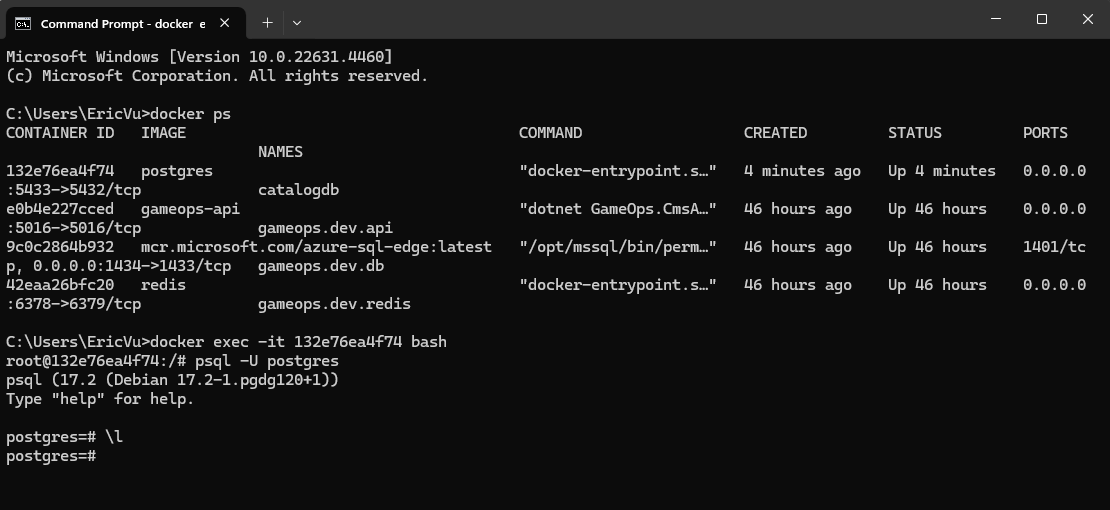 Command Prompt - docker e
Microsoft Windows [Version 10.0.22631.4460]
(c) Microsoft Corporation. All rights reserved.
C:\Users\EricVu>docker ps
CONTAINER ID   IMAGE                                     COMMAND                  CREATED         STATUS         PORTS
                            NAMES
132e76ea4f74   postgres                                  "docker-entrypoint.s…"   4 minutes ago   Up 4 minutes   0.0.0.0
:5433->5432/tcp             catalogdb
e0b4e227cced   gameops-api                               "dotnet GameOps.CmsA…"   46 hours ago    Up 46 hours    0.0.0.0
:5016->5016/tcp             gameops.dev.api
9c0c2864b932   mcr.microsoft.com/azure-sql-edge:latest   "/opt/mssql/bin/perm…"   46 hours ago    Up 46 hours    1401/tc
p, 0.0.0.0:1434->1433/tcp   gameops.dev.db
42eaa26bfc20   redis                                     "docker-entrypoint.s…"   46 hours ago    Up 46 hours    0.0.0.0
:6378->6379/tcp             gameops.dev.redis
C:\Users\EricVu>docker exec -it 132e76ea4f74 bash
root@132e76ea4f74:/# psql -U postgres
psql (17.2 (Debian 17.2-1.pgdg120+1))
Type "help" for help.
postgres=# \l
postgres=#